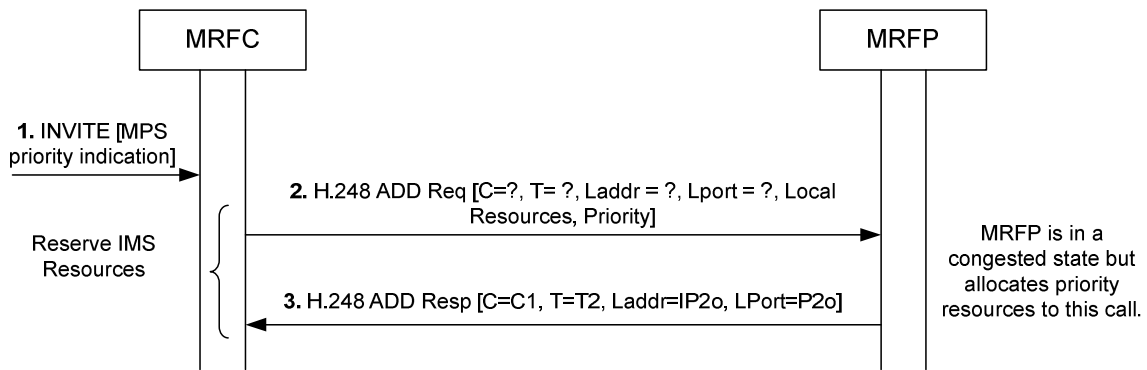 MRFC
MRFP
1. INVITE [MPS
priority indication]
2. H.248 ADD Req [C=?, T= ?, Laddr = ?, Lport = ?, Local
Resources, Priority]
Reserve IMS
Resources
MRFP is in a
congested state but
allocates priority
resources to this call.
3. H.248 ADD Resp [C=C1, T=T2, Laddr=IP2o, LPort=P2o]